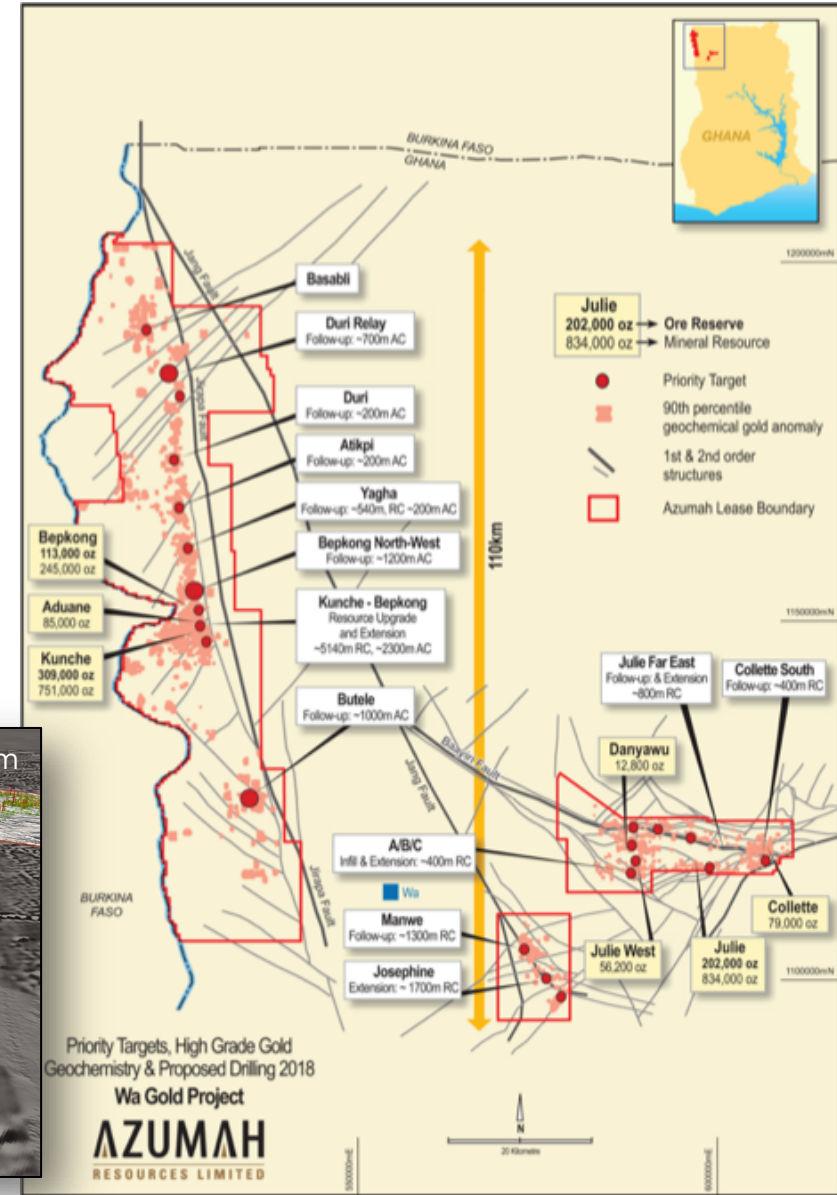 BURKINA FASO
GHANA
GHANA
1200000mN
Jang Fault
Basabli
Duri Relay
Follow-up: ~700m AC
Jirapa Fault
Duri
Follow-up: ~200m AC
Atikpi
Follow-up: ~200m AC
Yagha
Follow-up: ~540m, RC ~200m AC
Bepkong North-West
Follow-up: ~1200m AC
Kunche - Bepkong
Resource Upgrade
and Extension
~5140m RC, ~2300m AC
Butele
Follow-up: ~1000m AC
Bepkong
113,000 oz
245,000 oz
Aduane
85,000 oz
Kunche
309,000 oz
751,000 oz
110km
Julie
202,000 oz
834,000 oz
Ore Reserve
Mineral Resource
Priority Target
90th percentile
geochemical gold anomaly
1st & 2nd order
structures
Azumah Lease Boundary
1150000mN
Julie Far East
Follow-up: & Extension
~800m RC
Collette South
Follow-up: ~400m RC
Danyawu
12,800 oz
Jang Fault
A/B/C
Infill & Extension: ~400m RC
Wa
Manwe
Follow-up: ~1300m RC
Josephine
Extension: ~ 1700m RC
Jirapa Fault
BURKINA
FASO
Julie West
56,200 oz
Julie
202,000 oz
834,000 oz
Collette
79,000 oz
1100000mN
m
Priority Targets, High Grade Gold
Geochemistry & Proposed Drilling 2018
Wa Gold Project
AZUMAH
RESOURCES LIMITED
N
20 Kilometre
550000mE
600000mE